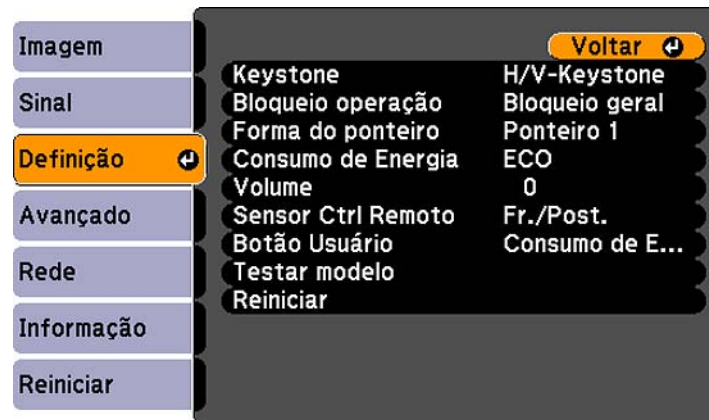 Imagem
Sinal
Definição
Avançado
Rede
Informação
Reiniciar
Voltar
Keystone H/V-Keystone
Bloqueio operação Bloqueio geral
Forma do ponteiro Ponteiro 1
Consumo de Energia ECO
Volume 0
Sensor Ctrl Remoto Fr./Post.
Botão Usuário Consumo de E...
Testar modelo
Reiniciar